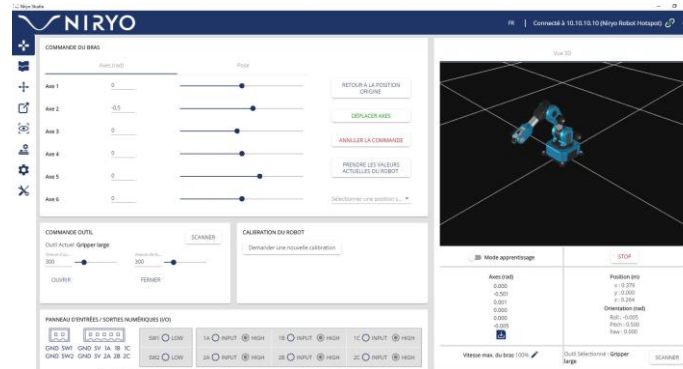 Niryo Studio
NIRYO
FR | Connecté à 10.10.10.10 (Niryo Robot Hotspot)
COMMANDE DU BRAS
Axes (rad) Pose
Axe 1 0
Axe 2 -0,5
Axe 3 0
Axe 4 0
Axe 5 0
Axe 6 0
RETOUR À LA POSITION
ORIGINE
DÉPLACER AXES
ANNULER LA COMMANDE
PRENDRE LES VALEURS
ACTUELLES DU ROBOT
Sélectionnez une position s...
COMMANDE OUTIL
SCANNER
Outil Actuel: Gripper large
300 300
OUVRIR FERMER
CALIBRATION DU ROBOT
Demander une nouvelle calibration
PANNEAU D'ENTRÉES / SORTIES NUMÉRIQUES (I/O)
GND SW1 GND 5V 1A 1B 1C
GND SW2 GND 5V 2A 2B 2C
SW1 LOW 1A INPUT HIGH 1B INPUT HIGH 1C INPUT HIGH
SW2 LOW 2A INPUT HIGH 2B INPUT HIGH 2C INPUT HIGH
Vue 3D
Mode apprentissage
STOP
Axes (rad)
0.000
-0.501
0.001
0.000
0.000
-0.005
Position (m)
x : 0.379
y : 0.000
z : 0.204
Orientation (rad)
Roll : -0.005
Pitch : 0.500
Yaw : 0.000
Vitesse max. du bras 100%
Outil Sélectionné : Gripper
large
SCANNER